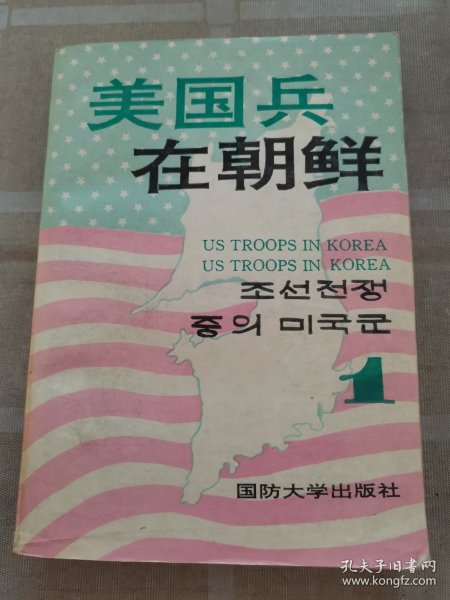 美国兵
在朝鲜
US TROOPS IN KOREA
US TROOPS IN KOREA
조선전쟁
중의 미국군
1
国防大学出版社
孔夫子旧书网
www.kongfz.com